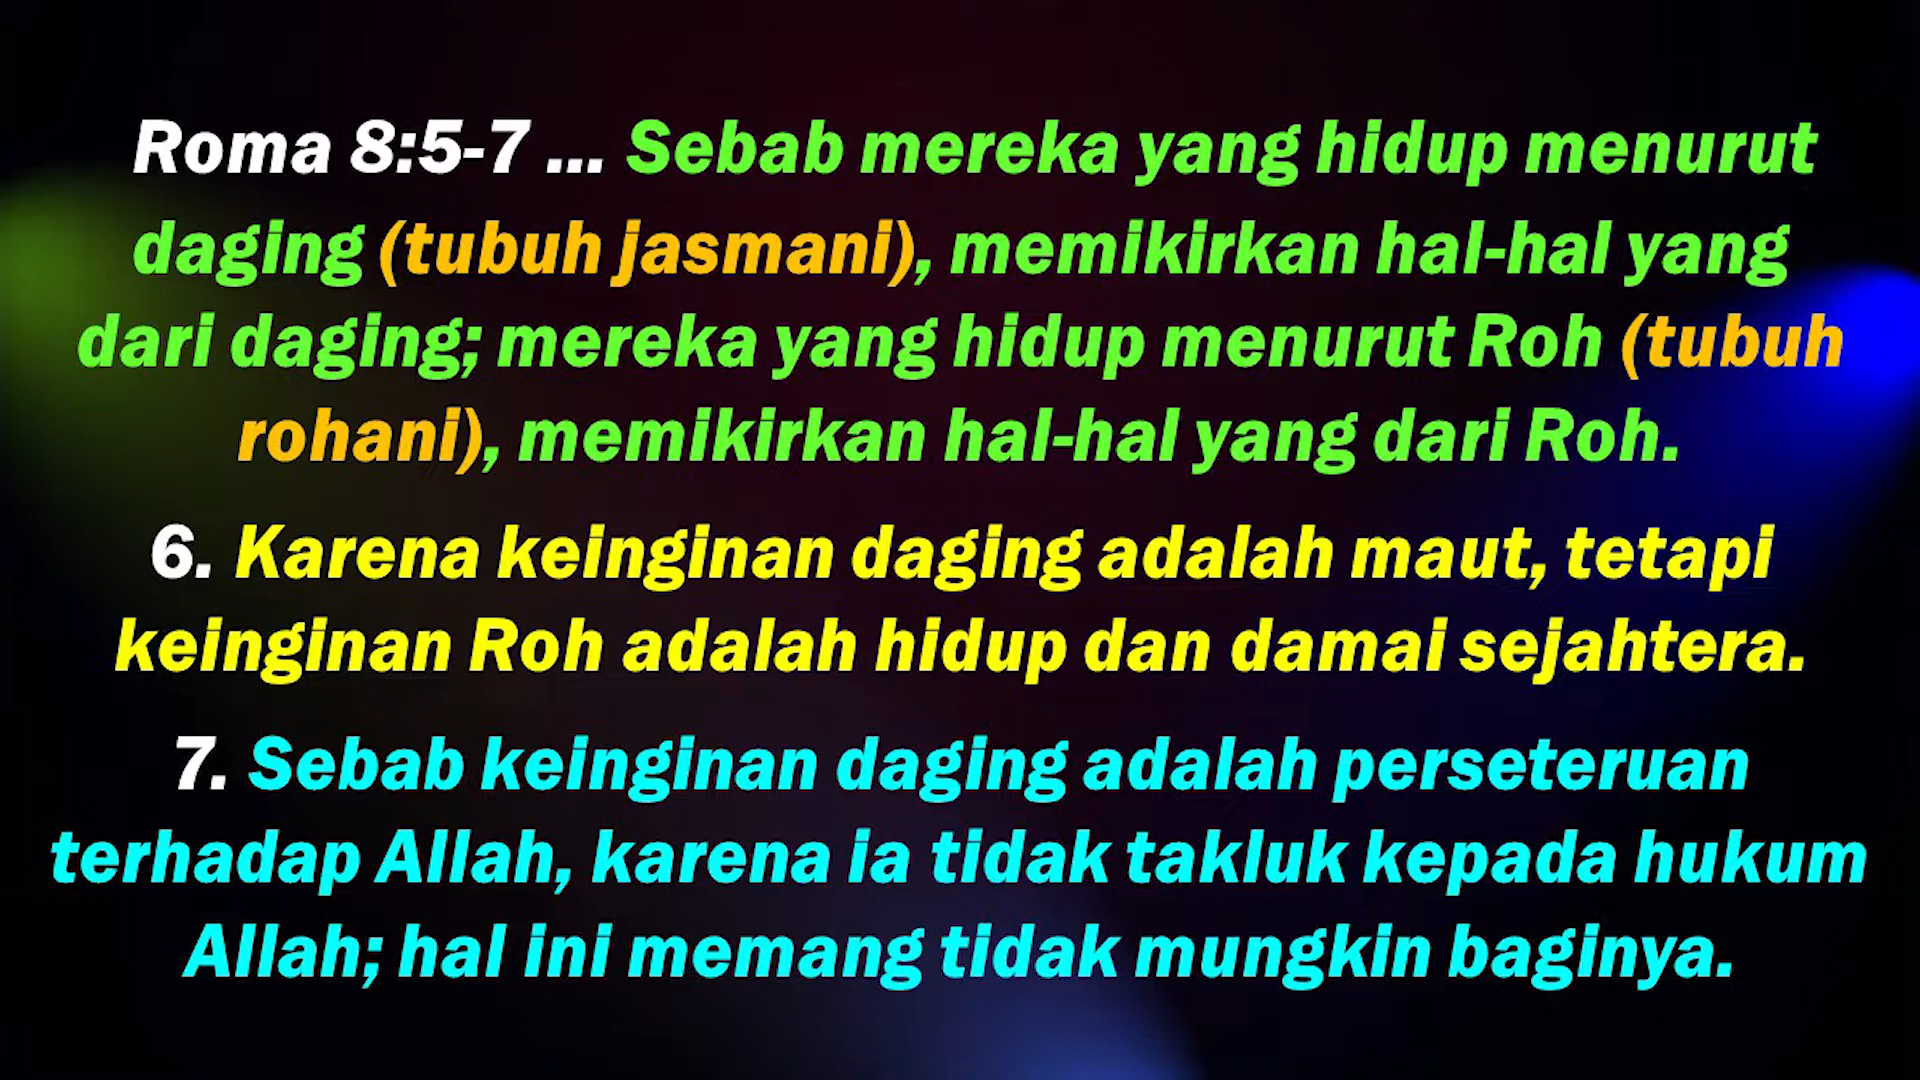 Roma 8:5-7 ... Sebab mereka yang hidup menurut
daging (tubuh jasmani), memikirkan hal-hal yang
dari daging; mereka yang hidup menurut Roh (tubuh
rohani), memikirkan hal-hal yang dari Roh.
6. Karena keinginan daging adalah maut, tetapi
keinginan Roh adalah hidup dan damai sejahtera.
7. Sebab keinginan daging adalah perseteruan
terhadap Allah, karena ia tidak takluk kepada hukum
Allah; hal ini memang tidak mungkin baginya.